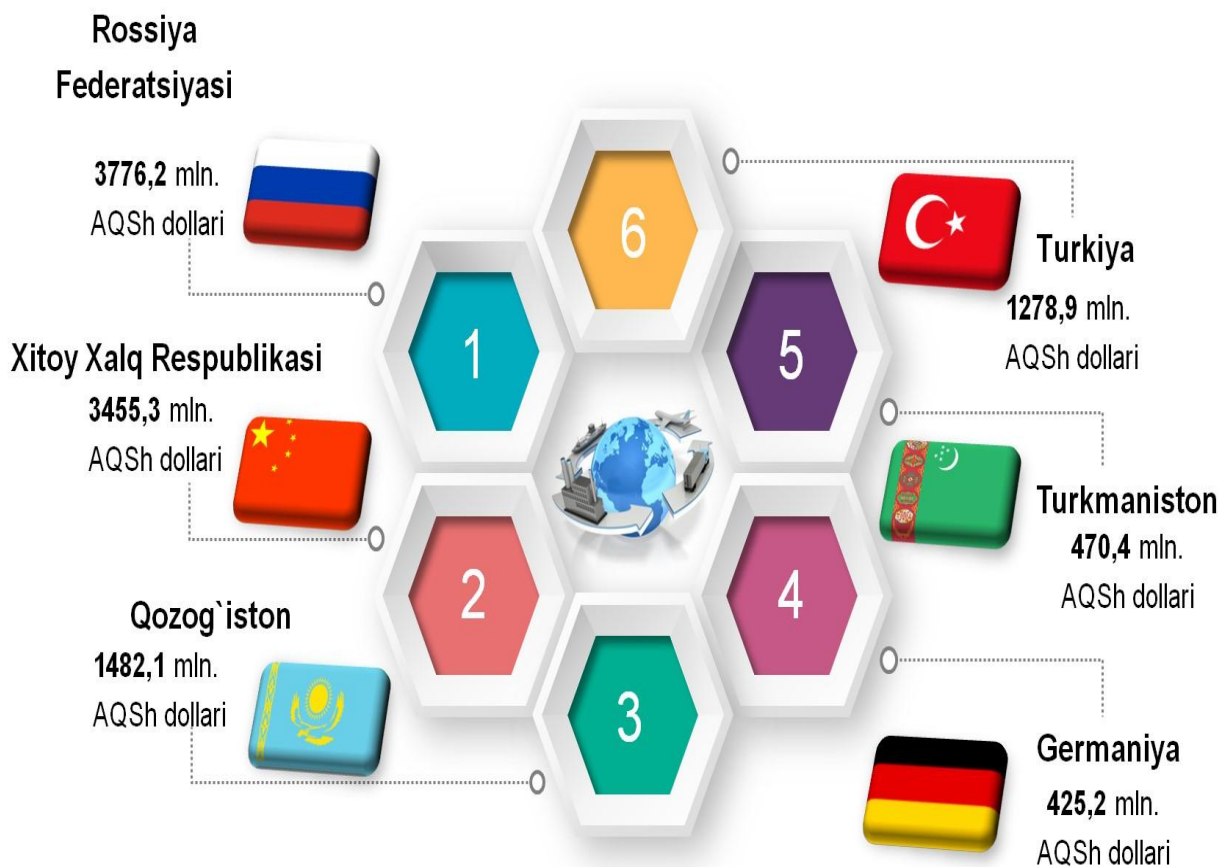 Rossiya
Federatsiyasi
3776,2 mln.
AQSh dollari
Xitoy Xalq Respublikasi
3455,3 mln.
AQSh dollari
Qozog`iston
1482,1 mln.
AQSh dollari
6
1
5
2
4
3
Turkiya
1278,9 mln.
AQSh dollari
Turkmaniston
470,4 mln.
AQSh dollari
Germaniya
425,2 mln.
AQSh dollari